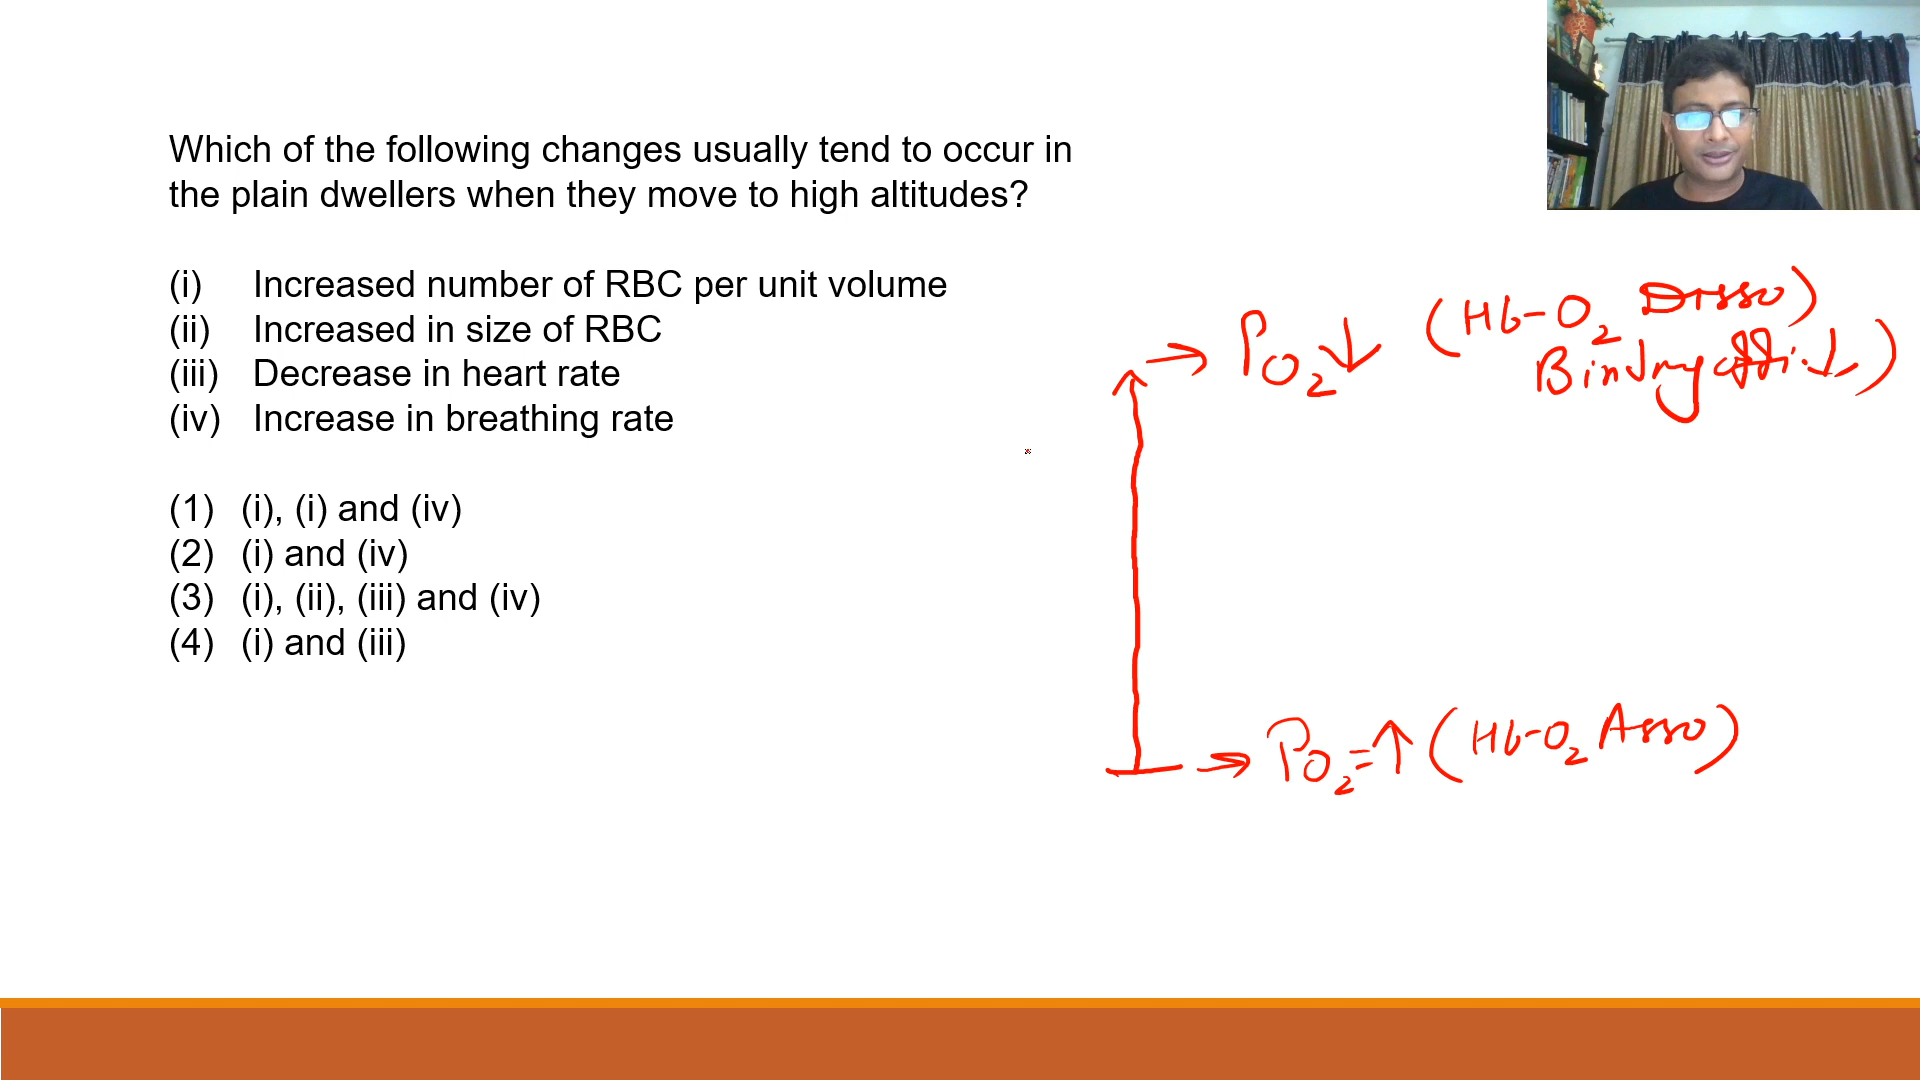 Which of the following changes usually tend to occur in
the plain dwellers when they move to high altitudes?
(i) Increased number of RBC per unit volume
(ii) Increased in size of RBC
(iii) Decrease in heart rate
(iv) Increase in breathing rate
(1) (i), (i) and (iv)
(2) (i) and (iv)
(3) (i), (ii), (iii) and (iv)
(4) (i) and (iii)
→ PO2↓ (Hb-O2 Disso)
Binding affi.↓)
→ PO2=↑ (Hb-O2 Asso)